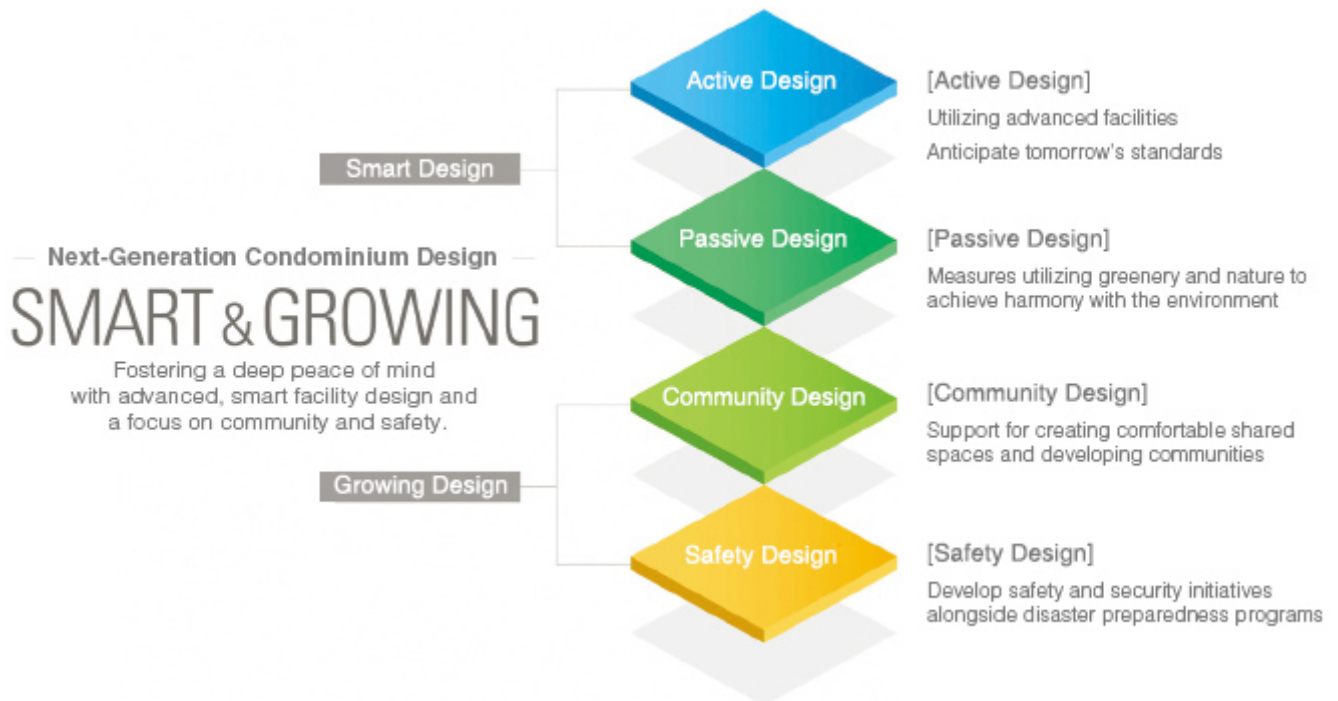 Active Design
[Active Design]
Utilizing advanced facilities
Anticipate tomorrow's standards
Smart Design
Passive Design
[Passive Design]
Measures utilizing greenery and nature to
achieve harmony with the environment
Next-Generation Condominium Design
SMART & GROWING
Fostering a deep peace of mind
with advanced, smart facility design and
a focus on community and safety.
Community Design
[Community Design]
Support for creating comfortable shared
spaces and developing communities
Growing Design
Safety Design
[Safety Design]
Develop safety and security initiatives
alongside disaster preparedness programs